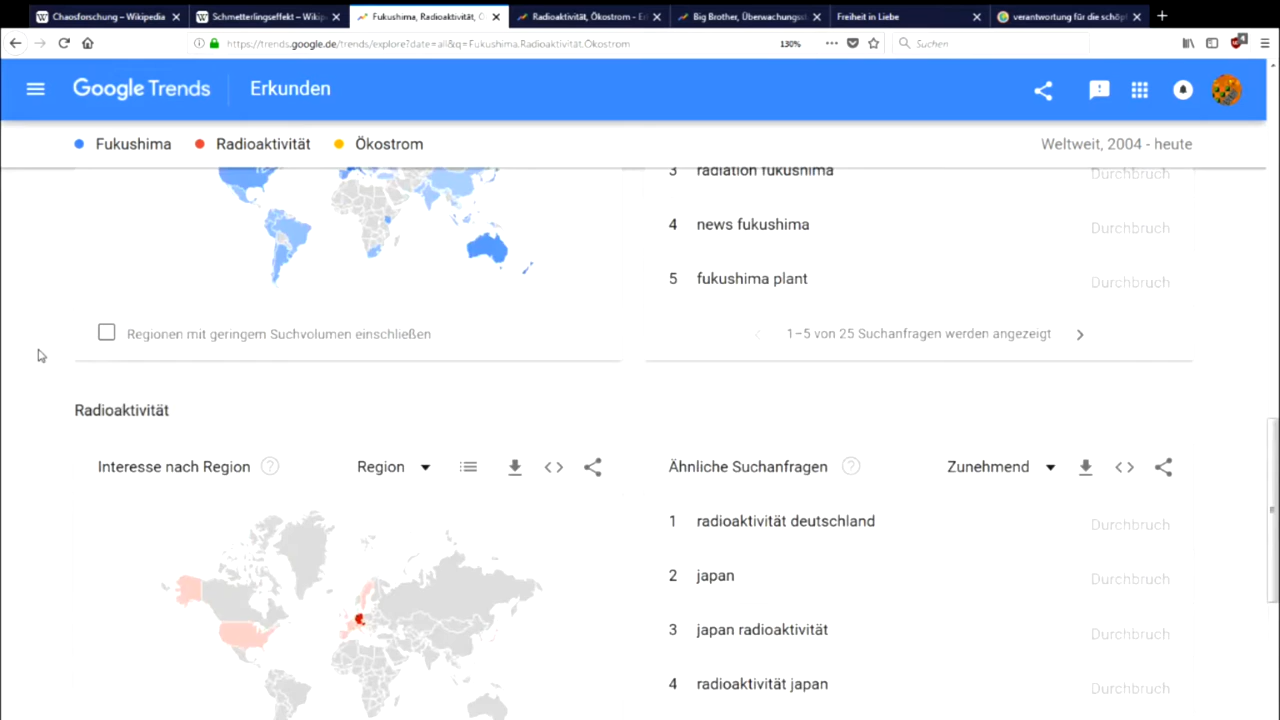 Chaosforschung – Wikipedia
Schmetterlingseffekt – Wikip
Fukushima, Radioaktivität, Ö
Radioaktivität, Ökostrom - E
Big Brother, Überwachungss
Freiheit in Liebe
verantwortung für die schöpf
https://trends.google.de/trends/explore?date=all&q=Fukushima,Radioaktivität,Ökostrom
130%
Suchen
4
Google Trends
Erkunden
Fukushima
Radioaktivität
Ökostrom
Weltweit, 2004 - heute
3 radiation fukushima Durchbruch
4 news fukushima Durchbruch
5 fukushima plant Durchbruch
Regionen mit geringem Suchvolumen einschließen
1–5 von 25 Suchanfragen werden angezeigt
Radioaktivität
Interesse nach Region
Region
Ähnliche Suchanfragen
Zunehmend
1 radioaktivität deutschland Durchbruch
2 japan Durchbruch
3 japan radioaktivität Durchbruch
4 radioaktivität japan Durchbruch